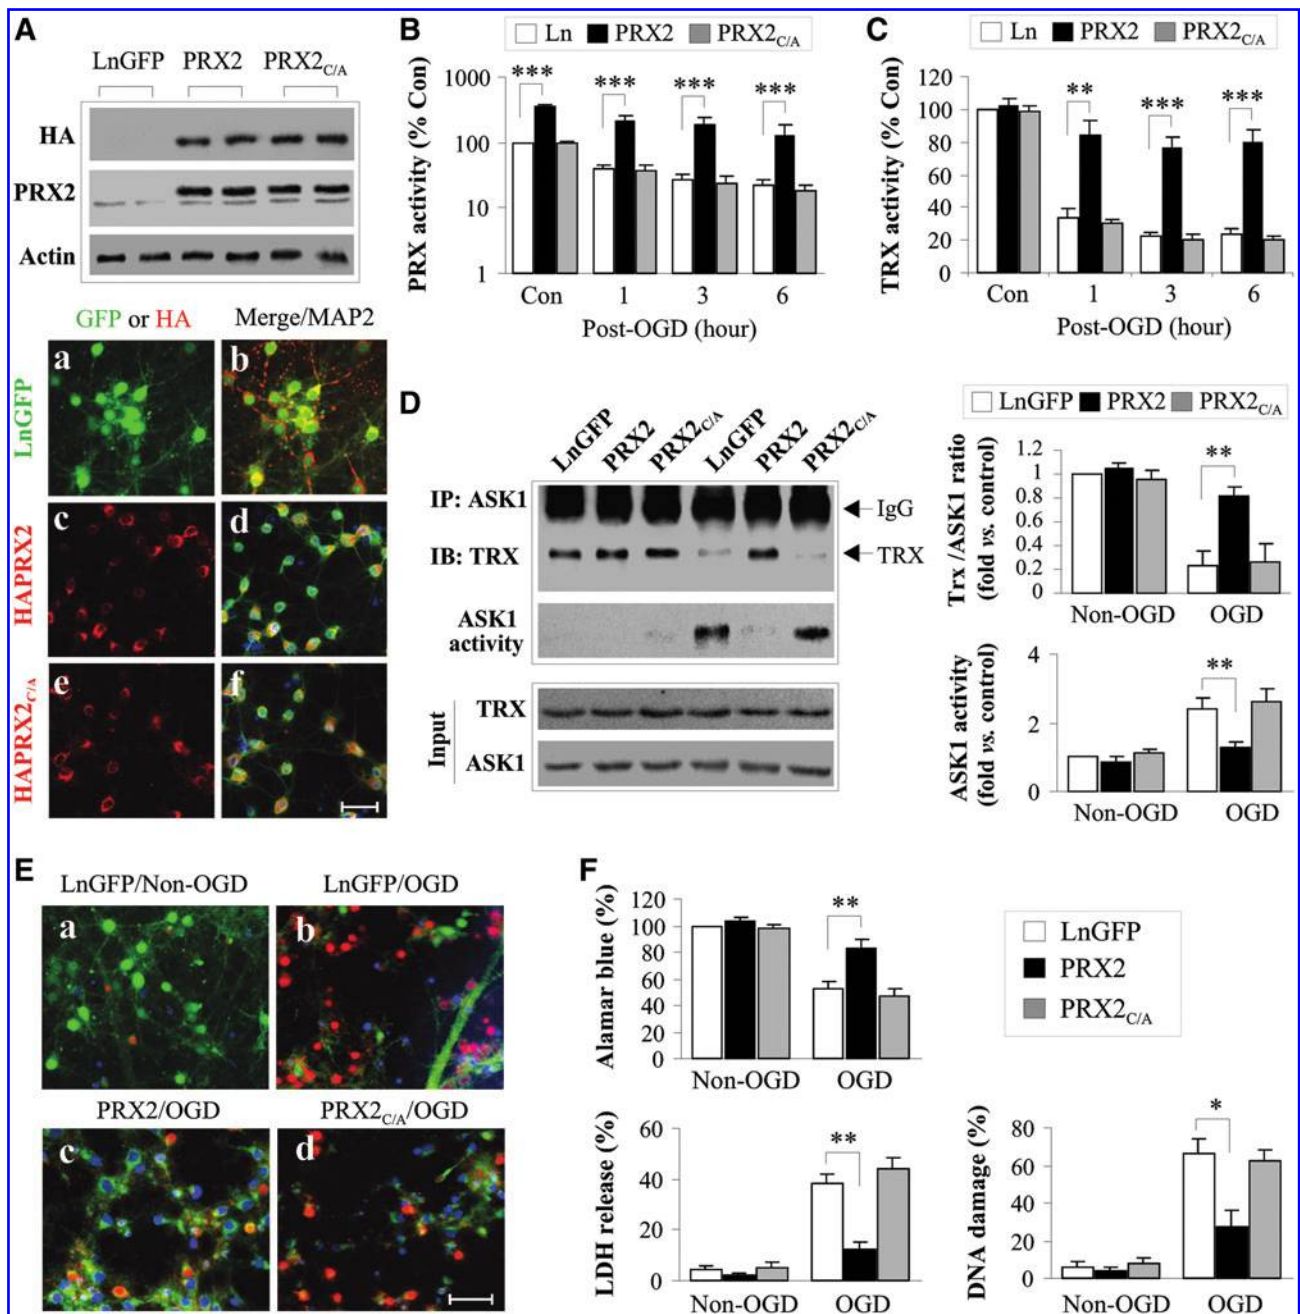 A
LnGFP PRX2 PRX2C/A
HA
PRX2
Actin
GFP or HA Merge/MAP2
LnGFP
a b
HAPRX2
c d
HAPRX2C/A
e f
B
Ln PRX2 PRX2C/A
PRX activity (% Con)
1000
100
10
1
*** *** *** ***
Con 1 3 6
Post-OGD (hour)
C
Ln PRX2 PRX2C/A
TRX activity (% Con)
120
100
80
60
40
20
0
** *** ***
Con 1 3 6
Post-OGD (hour)
D
LnGFP PRX2 PRX2C/A LnGFP PRX2 PRX2C/A
IP: ASK1
IgG
IB: TRX
TRX
ASK1
activity
Input
TRX
ASK1
LnGFP PRX2 PRX2C/A
Trx /ASK1 ratio
(fold vs. control)
1.2
1
0.8
0.6
0.4
0.2
0
**
Non-OGD OGD
ASK1 activity
(fold vs. control)
4
2
0
**
Non-OGD OGD
E
LnGFP/Non-OGD LnGFP/OGD
a b
PRX2/OGD PRX2C/A/OGD
c d
F
Alamar blue (%)
120
100
80
60
40
20
0
**
Non-OGD OGD
LnGFP
PRX2
PRX2C/A
LDH release (%)
60
40
20
0
**
Non-OGD OGD
DNA damage (%)
80
60
40
20
0
*
Non-OGD OGD